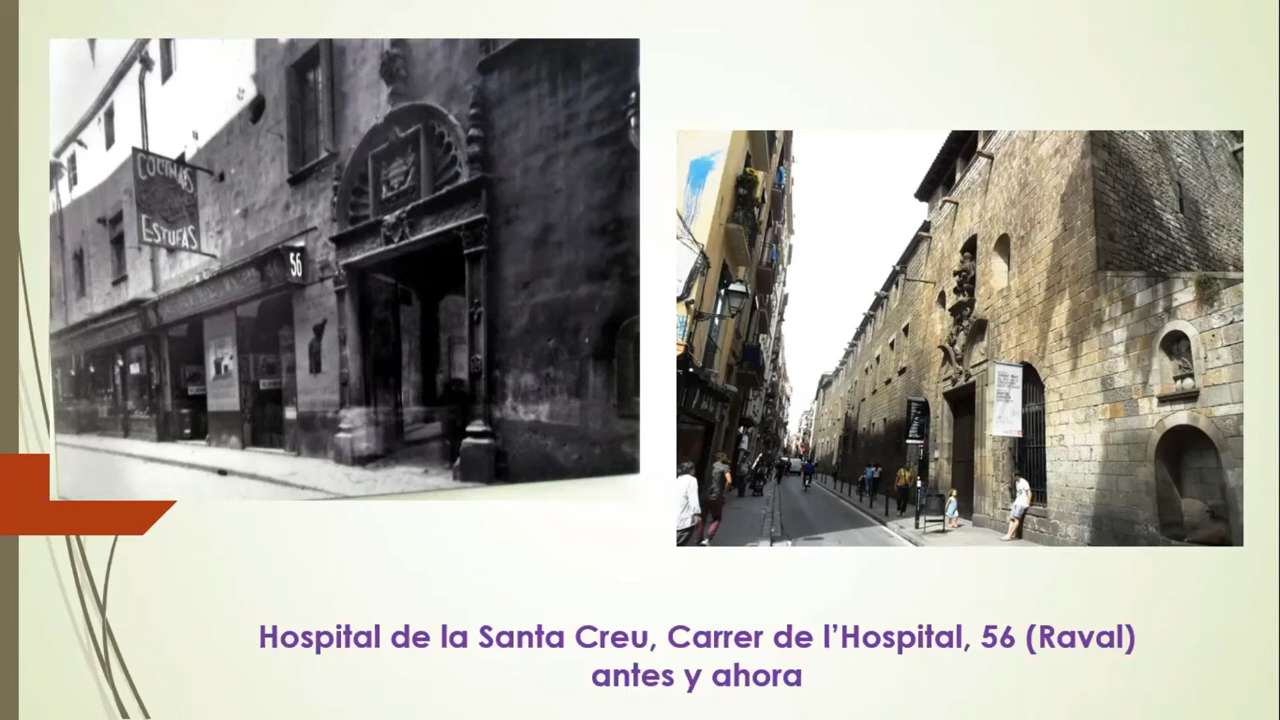 COCINAS
ESTUFAS
56
Hospital de la Santa Creu, Carrer de l’Hospital, 56 (Raval)
antes y ahora